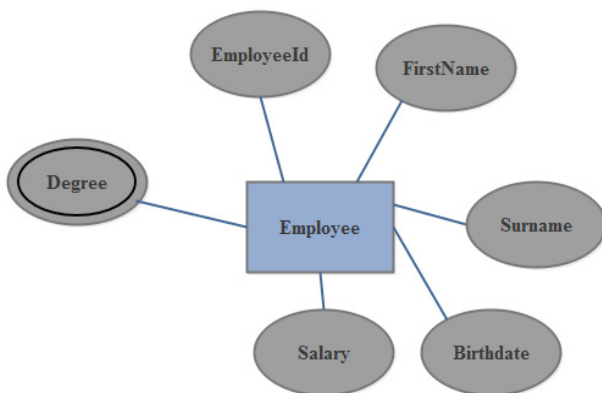 EmployeeId
FirstName
Degree
Employee
Surname
Salary
Birthdate